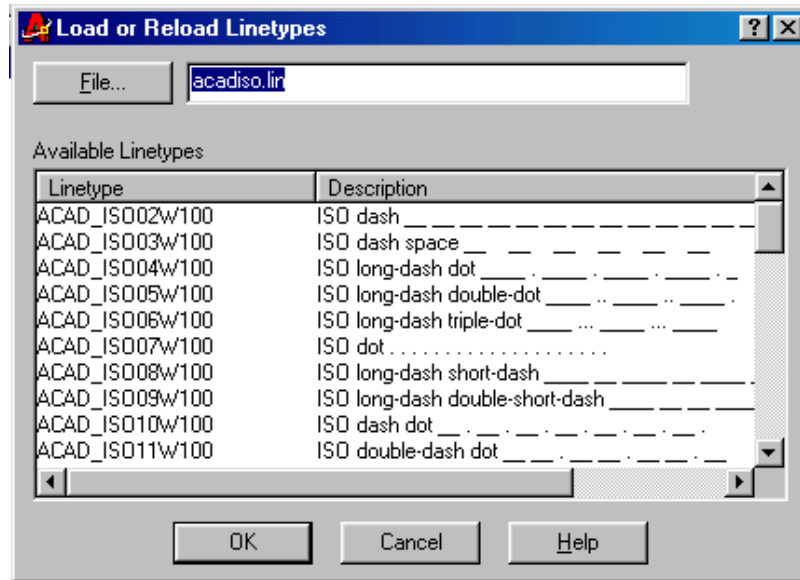 Load or Reload Linetypes
File... acadiso.lin
Available Linetypes
Linetype Description
ACAD_ISO02W100 ISO dash __ __ __ __ __ __ __ __ __ __ __ __ __
ACAD_ISO03W100 ISO dash space __ __ __ __ __ __
ACAD_ISO04W100 ISO long-dash dot ____ . ____ . ____ . ____ . _
ACAD_ISO05W100 ISO long-dash double-dot ____ .. ____ .. ____ .
ACAD_ISO06W100 ISO long-dash triple-dot ____ ... ____ ... ____
ACAD_ISO07W100 ISO dot . . . . . . . . . . . . . . . . . . . .
ACAD_ISO08W100 ISO long-dash short-dash ____ __ ____ __ ____ _
ACAD_ISO09W100 ISO long-dash double-short-dash ____ __ __ ____
ACAD_ISO10W100 ISO dash dot __ . __ . __ . __ . __ . __ .
ACAD_ISO11W100 ISO double-dash dot __ __ . __ __ . __ __ . __
OK Cancel Help